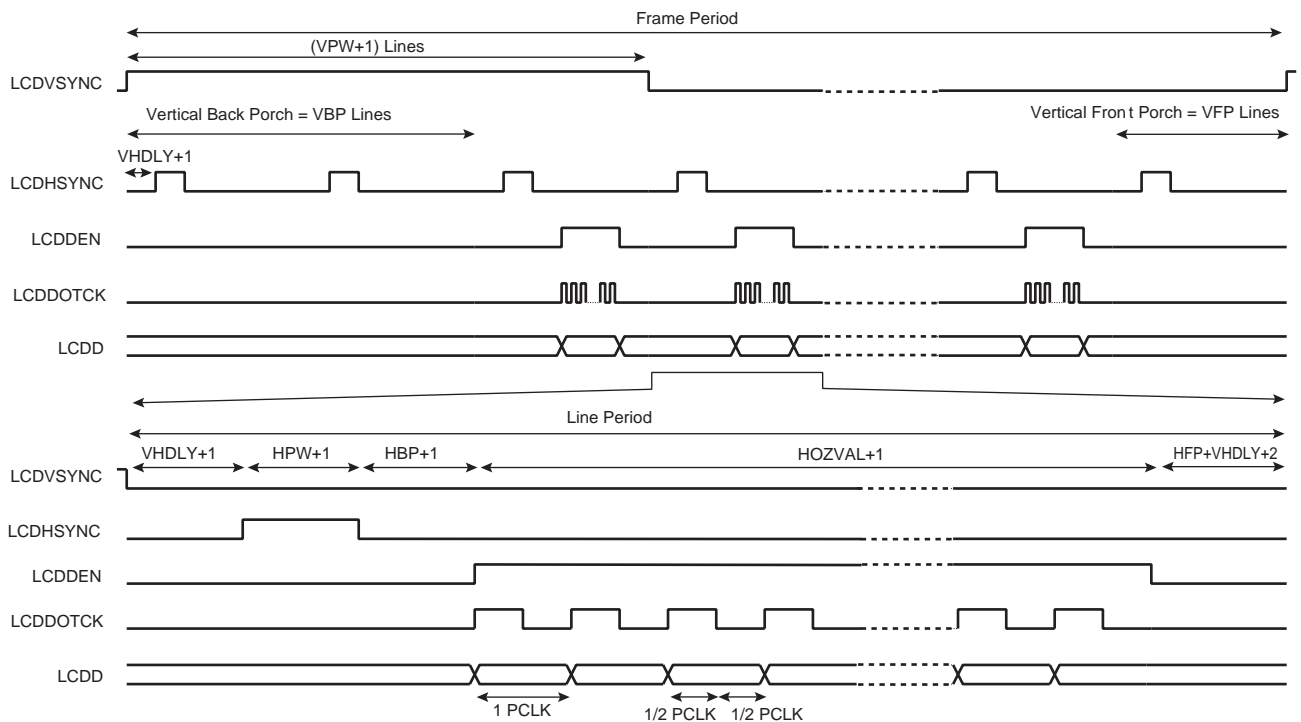 Frame Period
(VPW+1) Lines
LCDVSYNC
Vertical Back Porch = VBP Lines
Vertical Front Porch = VFP Lines
VHDLY+1
LCDHSYNC
LCDDEN
LCDDOTCK
LCDD
Line Period
VHDLY+1
HPW+1
HBP+1
HOZVAL+1
HFP+VHDLY+2
LCDVSYNC
LCDHSYNC
LCDDEN
LCDDOTCK
LCDD
1 PCLK
1/2 PCLK
1/2 PCLK